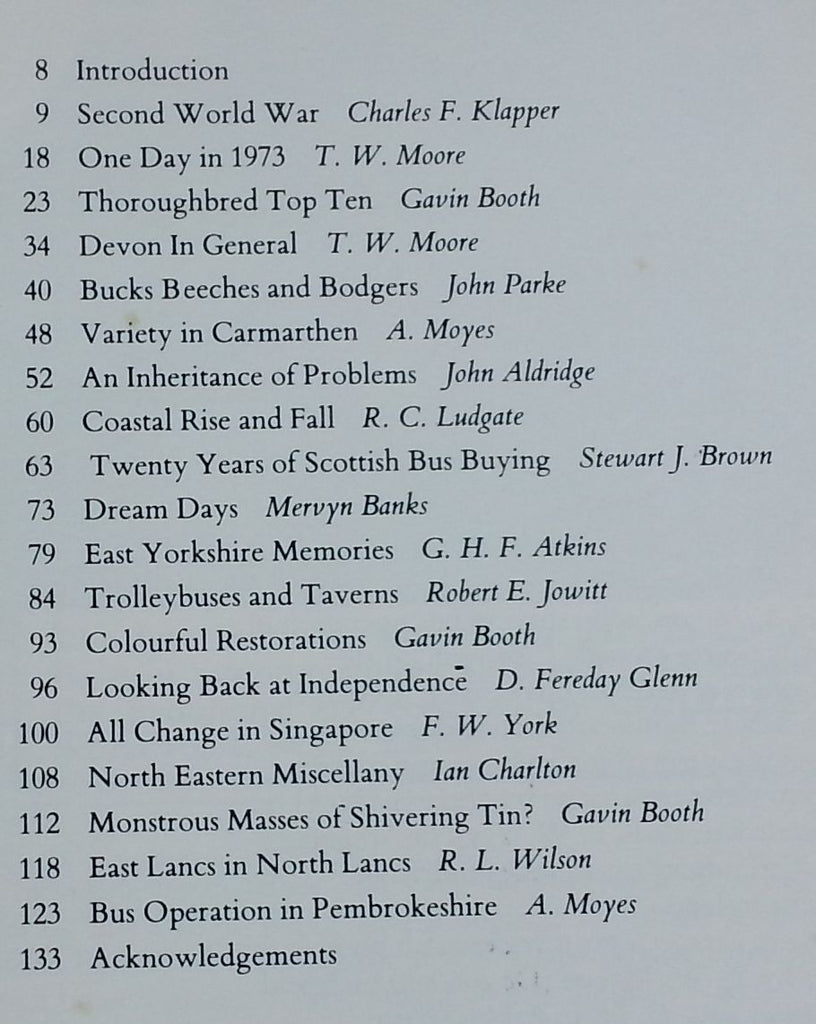 8 Introduction
9 Second World War Charles F. Klapper
18 One Day in 1973 T. W. Moore
23 Thoroughbred Top Ten Gavin Booth
34 Devon In General T. W. Moore
40 Bucks Beeches and Bodgers John Parke
48 Variety in Carmarthen A. Moyes
52 An Inheritance of Problems John Aldridge
60 Coastal Rise and Fall R. C. Ludgate
63 Twenty Years of Scottish Bus Buying Stewart J. Brown
73 Dream Days Mervyn Banks
79 East Yorkshire Memories G. H. F. Atkins
84 Trolleybuses and Taverns Robert E. Jowitt
93 Colourful Restorations Gavin Booth
96 Looking Back at Independence D. Fereday Glenn
100 All Change in Singapore F. W. York
108 North Eastern Miscellany Ian Charlton
112 Monstrous Masses of Shivering Tin? Gavin Booth
118 East Lancs in North Lancs R. L. Wilson
123 Bus Operation in Pembrokeshire A. Moyes
133 Acknowledgements